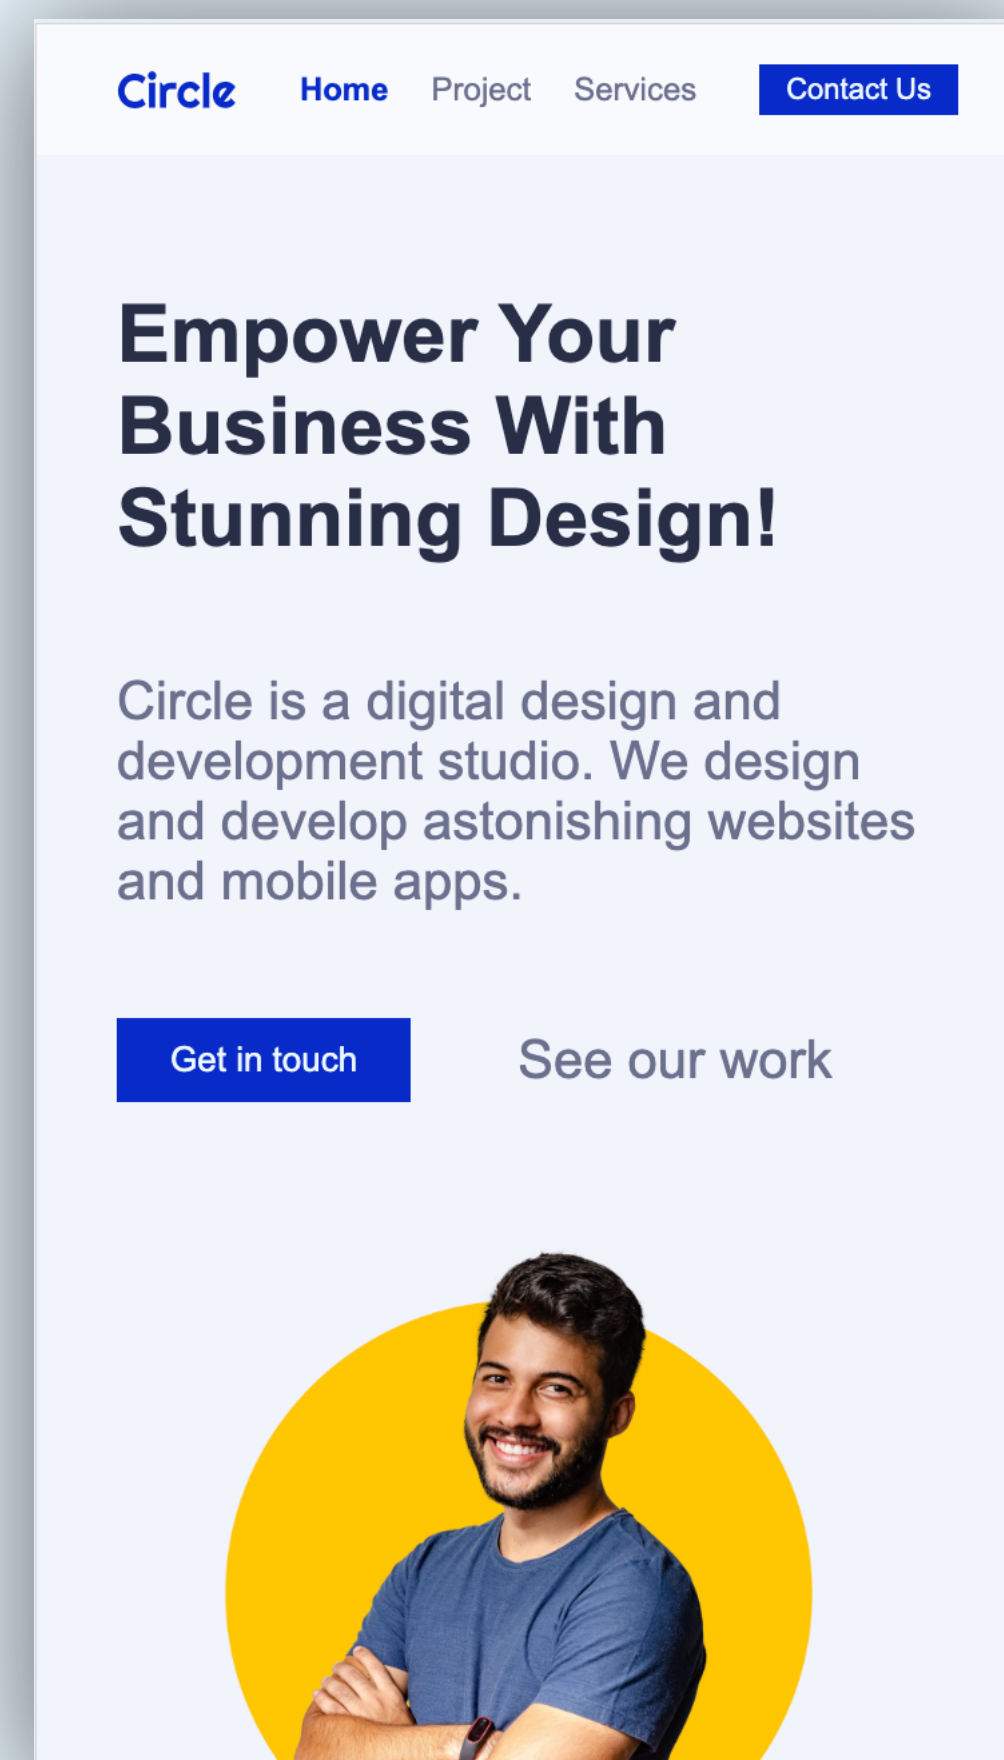 Circle Home Project Services Contact Us
Empower Your
Business With
Stunning Design!
Circle is a digital design and
development studio. We design
and develop astonishing websites
and mobile apps.
Get in touch See our work